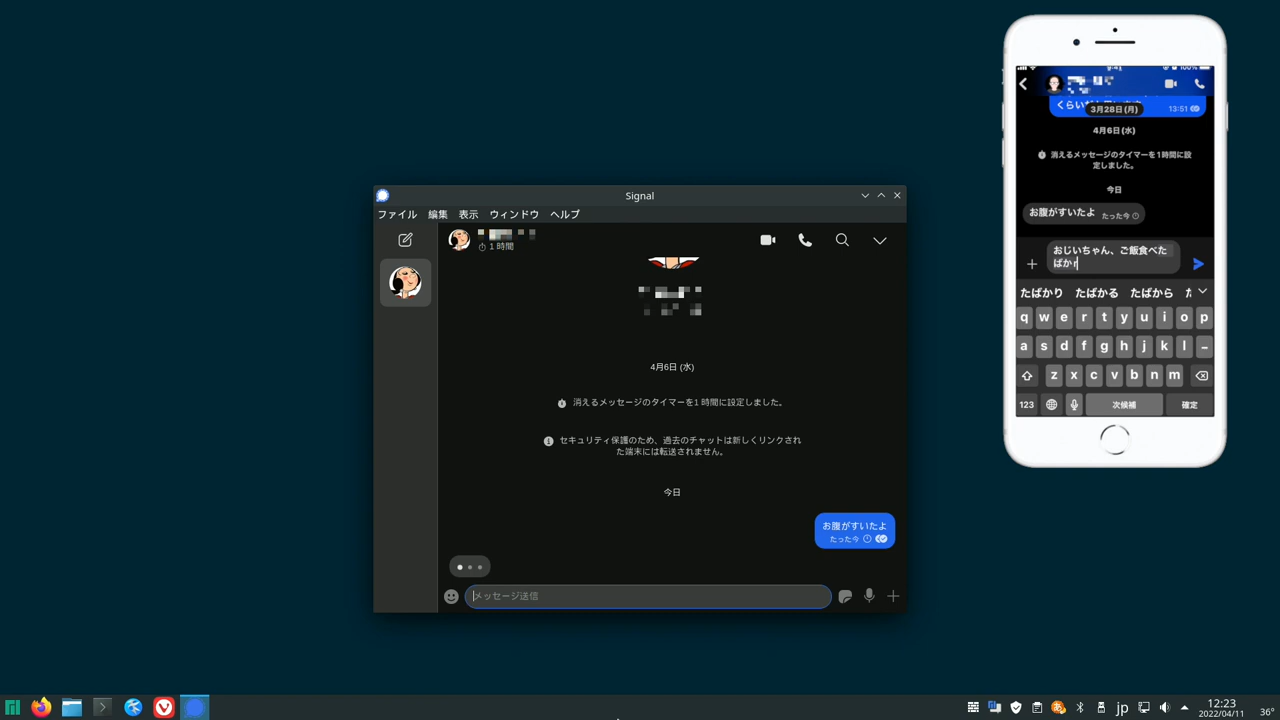 Signal
ファイル 編集 表示 ウィンドウ ヘルプ
1 時間
4月6日 (水)
消えるメッセージのタイマーを1 時間に設定しました。
セキュリティ保護のため、過去のチャットは新しくリンクされ
た端末には転送されません。
今日
お腹がすいたよ
たった今
メッセージ送信
9:41
100%
13:51
3月28日(月)
4月6日(水)
消えるメッセージのタイマーを1時間に設
定しました。
今日
お腹がすいたよ
たった今
おじいちゃん、ご飯食べた
ばかr
たばかり たばかる たばから
q w e r t y u i o p
a s d f g h j k l ー
z x c v b n m
123 次候補 確定
jp
12:23
2022/04/11
36°